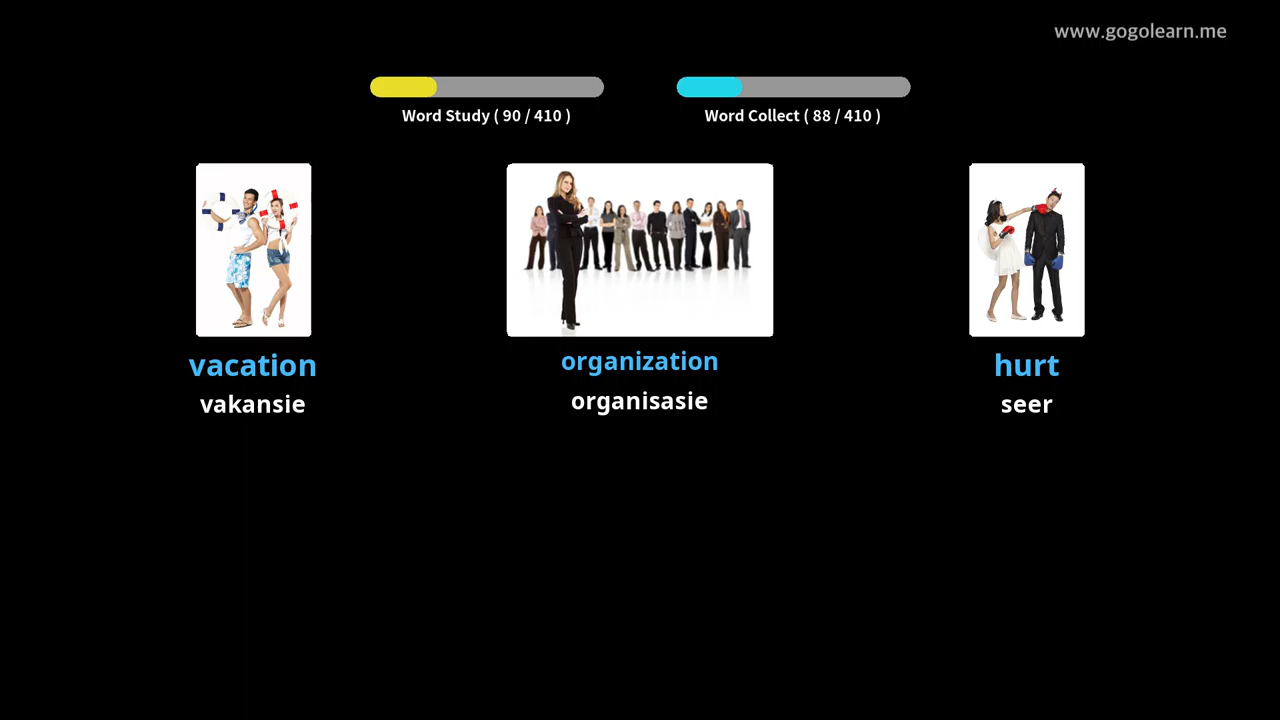 www.gogolearn.me
Word Study ( 90 / 410 )
Word Collect ( 88 / 410 )
vacation
vakansie
organization
organisasie
hurt
seer